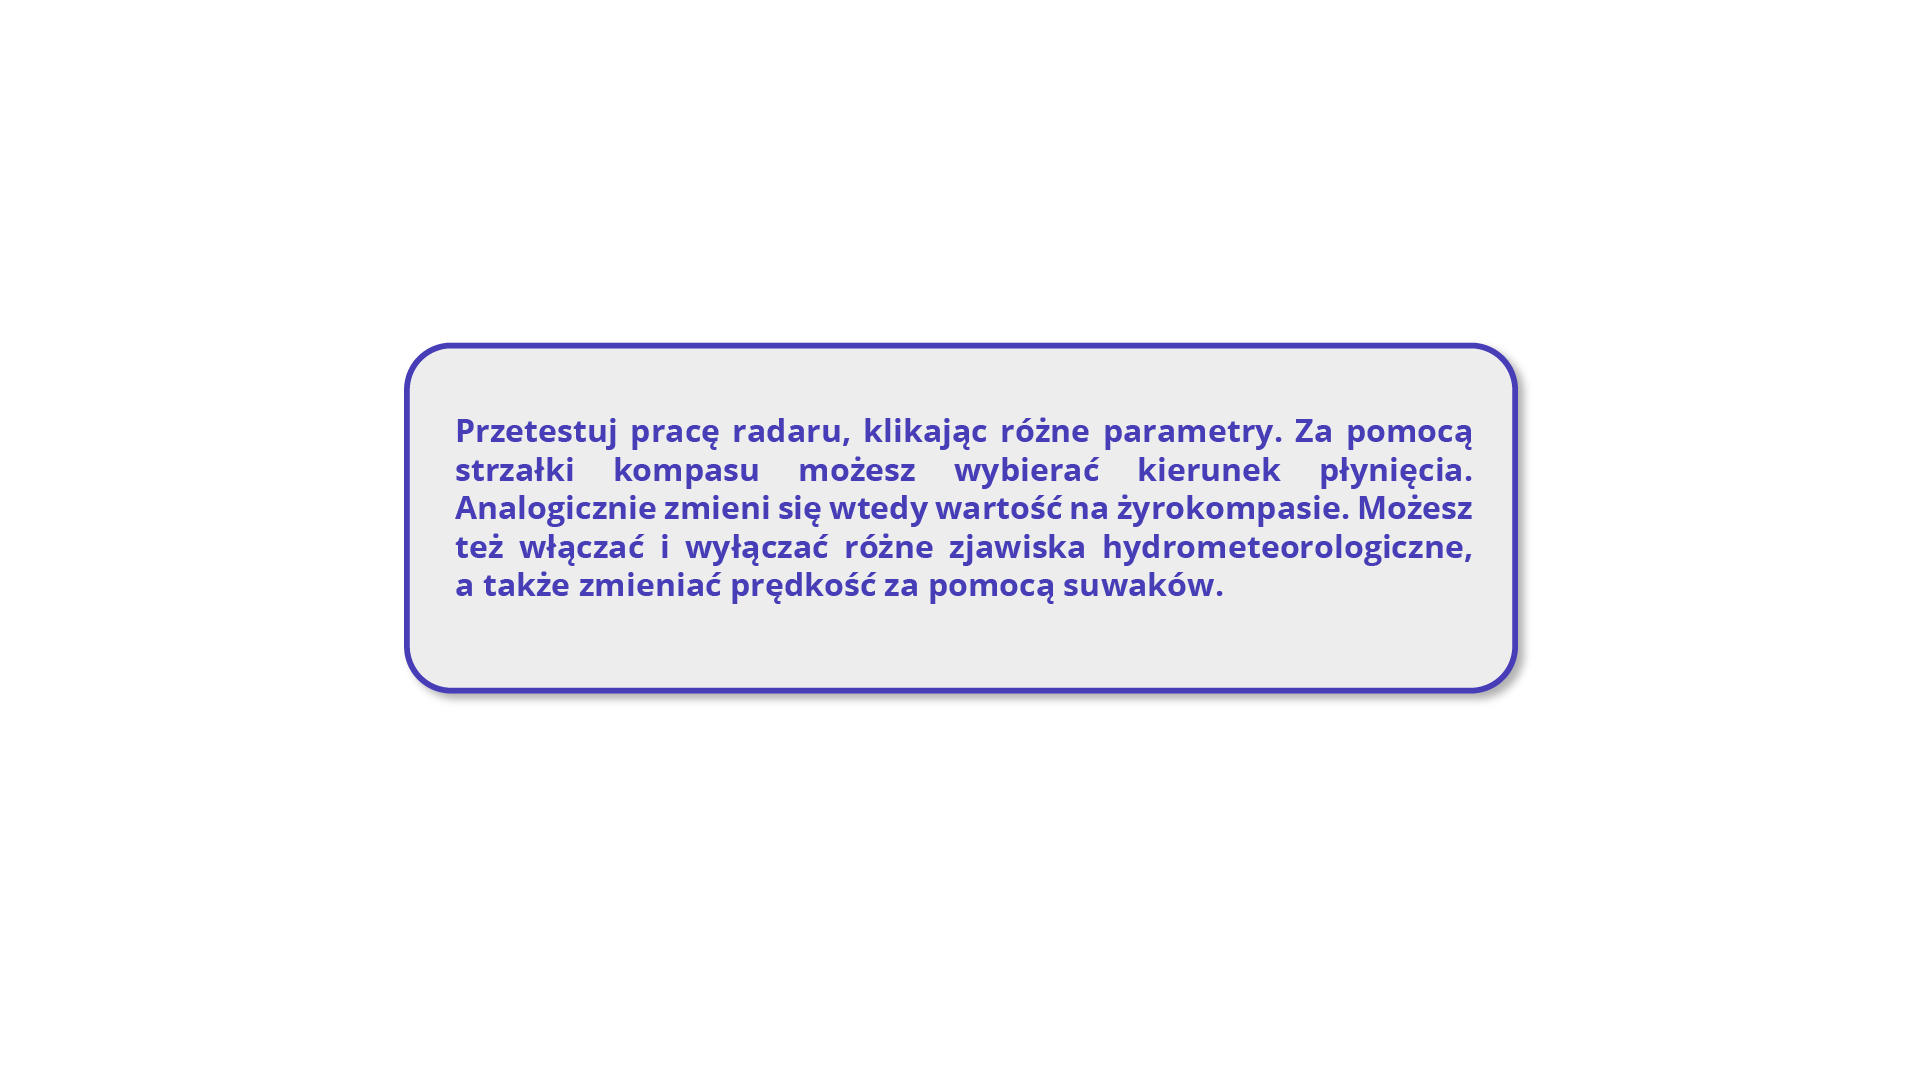 Przetestuj pracę radaru, klikając różne parametry. Za pomocą
strzałki kompasu możesz wybierać kierunek płynięcia.
Analogicznie zmieni się wtedy wartość na żyrokompasie. Możesz
też włączać i wyłączać różne zjawiska hydrometeorologiczne,
a także zmieniać prędkość za pomocą suwaków.